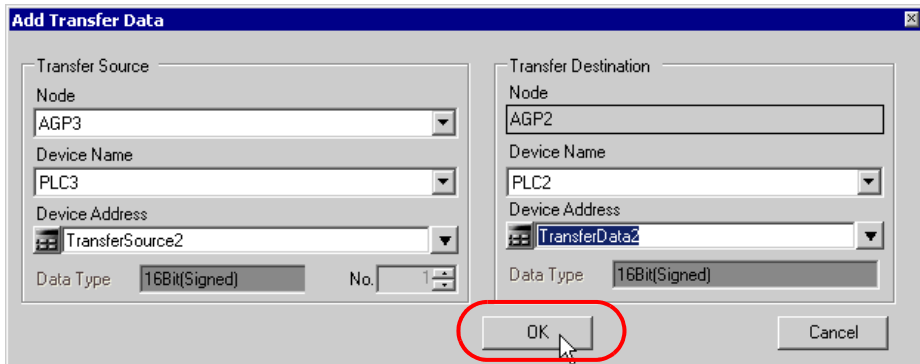 Add Transfer Data
Transfer Source
Node
AGP3
Device Name
PLC3
Device Address
TransferSource2
Data Type 16Bit(Signed) No. 1
Transfer Destination
Node
AGP2
Device Name
PLC2
Device Address
TransferData2
Data Type 16Bit(Signed)
OK Cancel